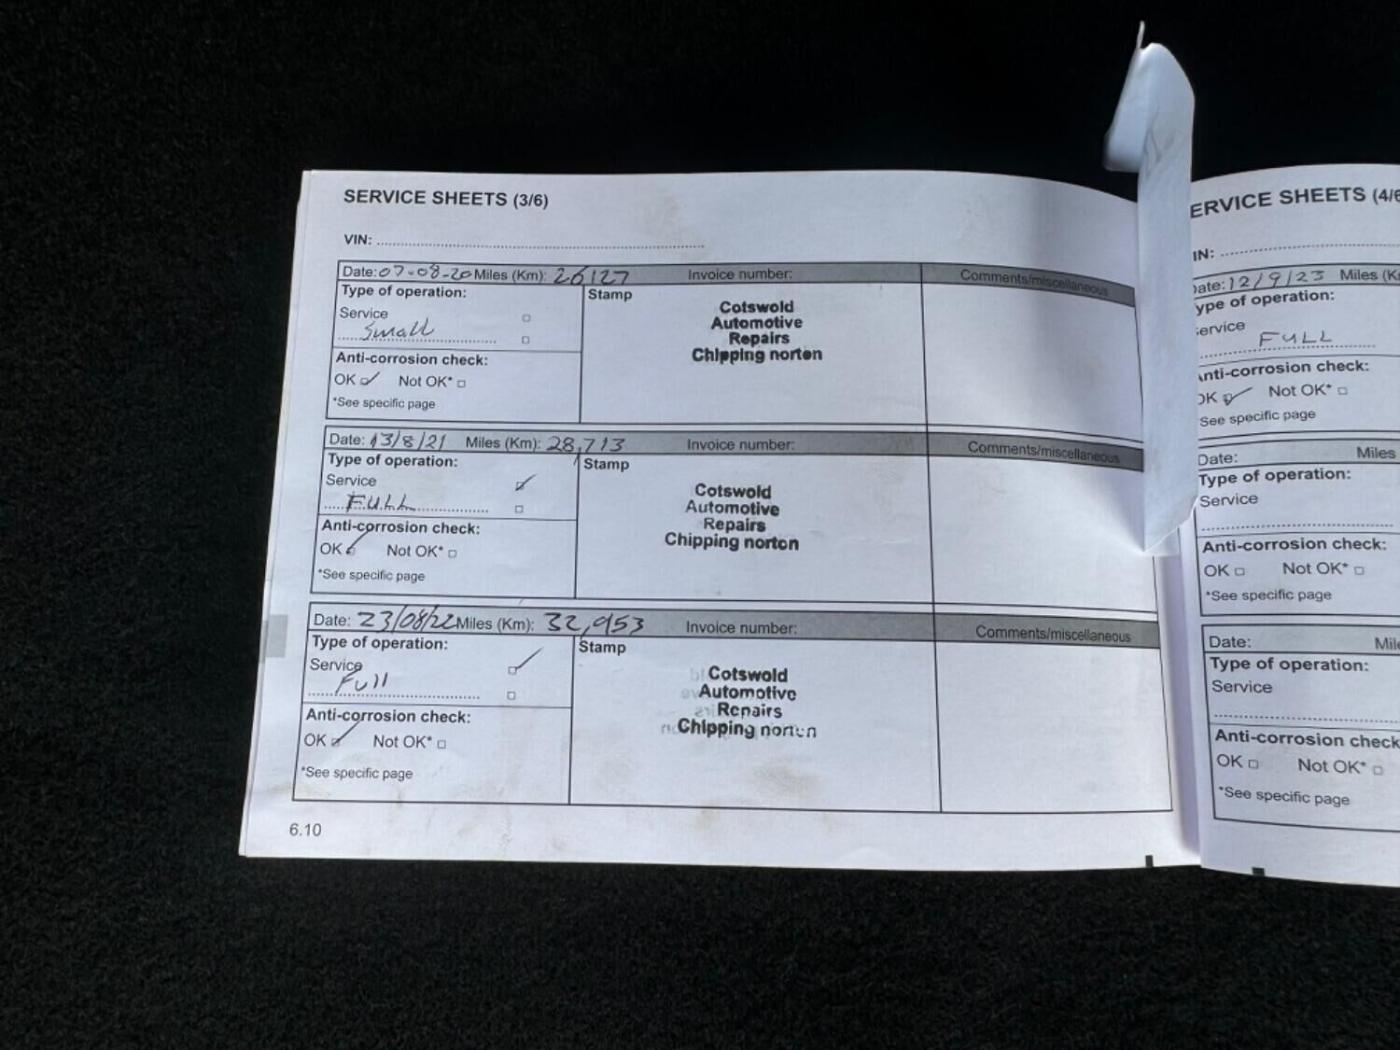 SERVICE SHEETS (3/6)
VIN:
Date: 07-08-20 Miles (Km): 26127 Invoice number: Comments/miscellaneous
Type of operation: Stamp
Service
Small
Cotswold
Automotive
Repairs
Chipping norton
Anti-corrosion check:
OK Not OK*
*See specific page
Date: 13/8/21 Miles (Km): 28,713 Invoice number: Comments/miscellaneous
Type of operation: Stamp
Service
FULL
Cotswold
Automotive
Repairs
Chipping norton
Anti-corrosion check:
OK Not OK*
*See specific page
Date: 23/08/22 Miles (Km): 32,953 Invoice number: Comments/miscellaneous
Type of operation: Stamp
Service
Full
Cotswold
Automotive
Repairs
Chipping norton
Anti-corrosion check:
OK Not OK*
*See specific page
6.10
ERVICE SHEETS (4/6
IN:
ate: 12/9/23 Miles (K
ype of operation:
ervice
FULL
nti-corrosion check:
OK Not OK*
See specific page
Date: Miles
Type of operation:
Service
Anti-corrosion check:
OK Not OK*
*See specific page
Date: Mile
Type of operation:
Service
Anti-corrosion check
OK Not OK*
*See specific page